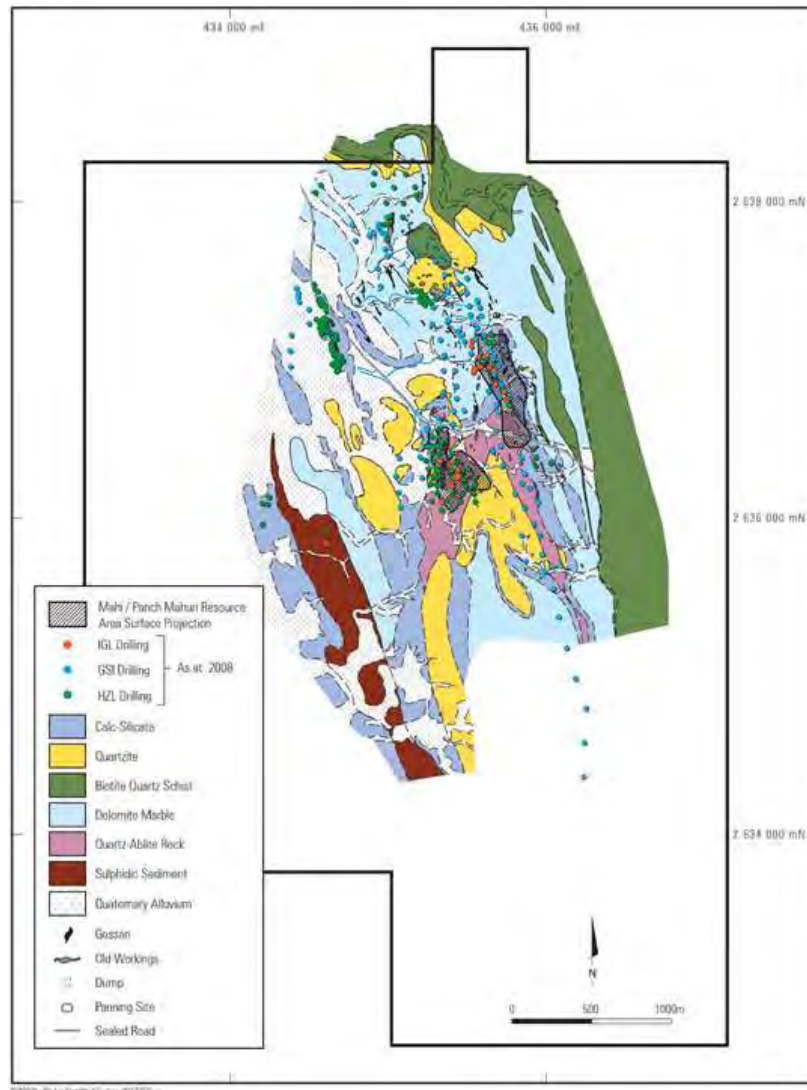 434 000 mE
436 000 mE
2 638 000 mN
2 636 000 mN
2 634 000 mN
Mahi / Panch Mahuri Resource
Area Surface Projection
IGL Drilling
GSI Drilling
HZL Drilling
As at 2008
Calc-Silicate
Quartzite
Biotite Quartz Schist
Dolomite Marble
Quartz-Ablite Rock
Sulphidic Sediment
Quaternary Alluvium
Gossan
Old Workings
Dump
Panning Site
Sealed Road
N
0 500 1000m